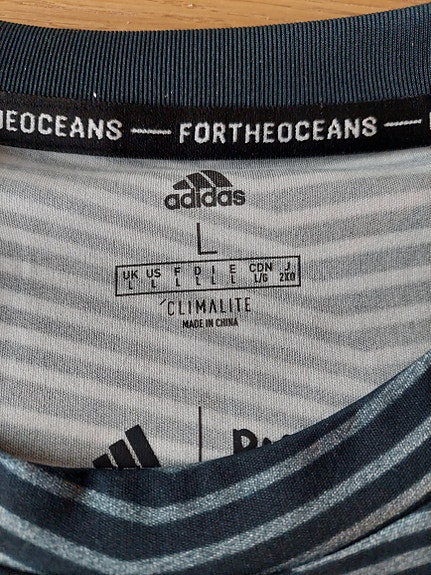 HEOCEANS — FORTHEOCEANS —
adidas
L
UK US F D I E CDN J
L L L L L L L/G 2XO
CLIMALITE
MADE IN CHINA